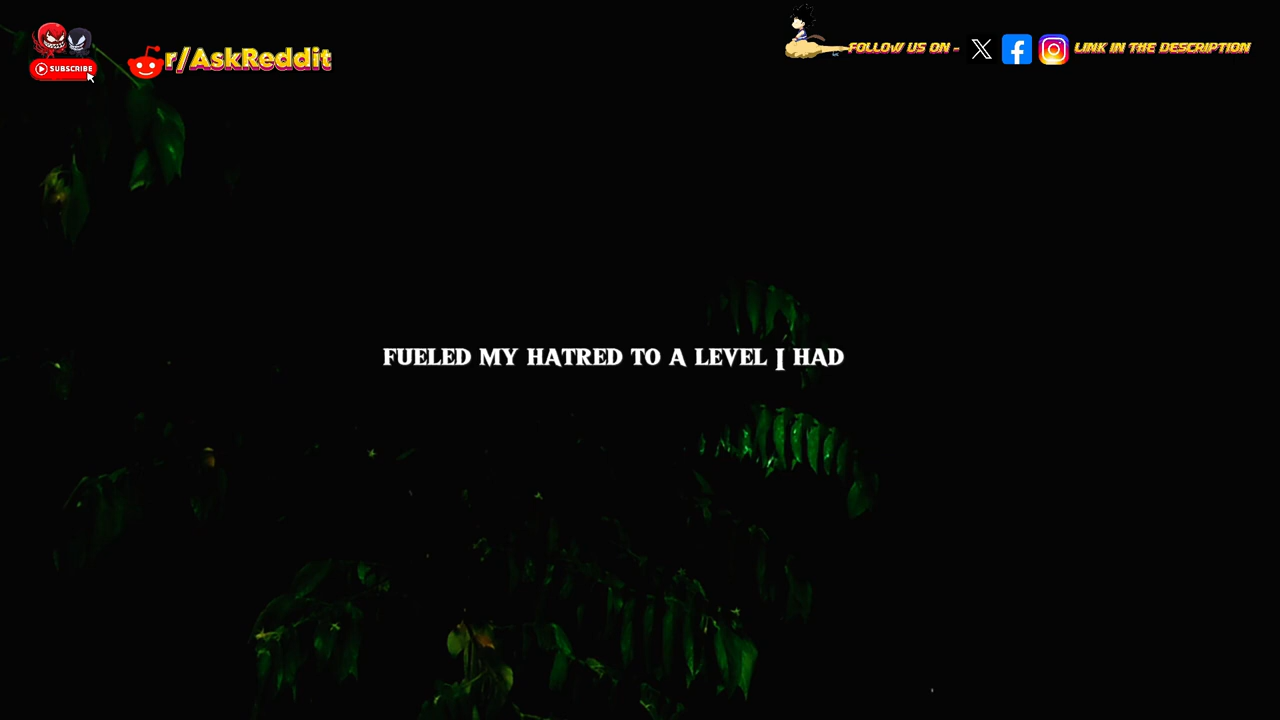 SUBSCRIBE
r/AskReddit
FOLLOW US ON -
LINK IN THE DESCRIPTION
FUELED MY HATRED TO A LEVEL I HAD